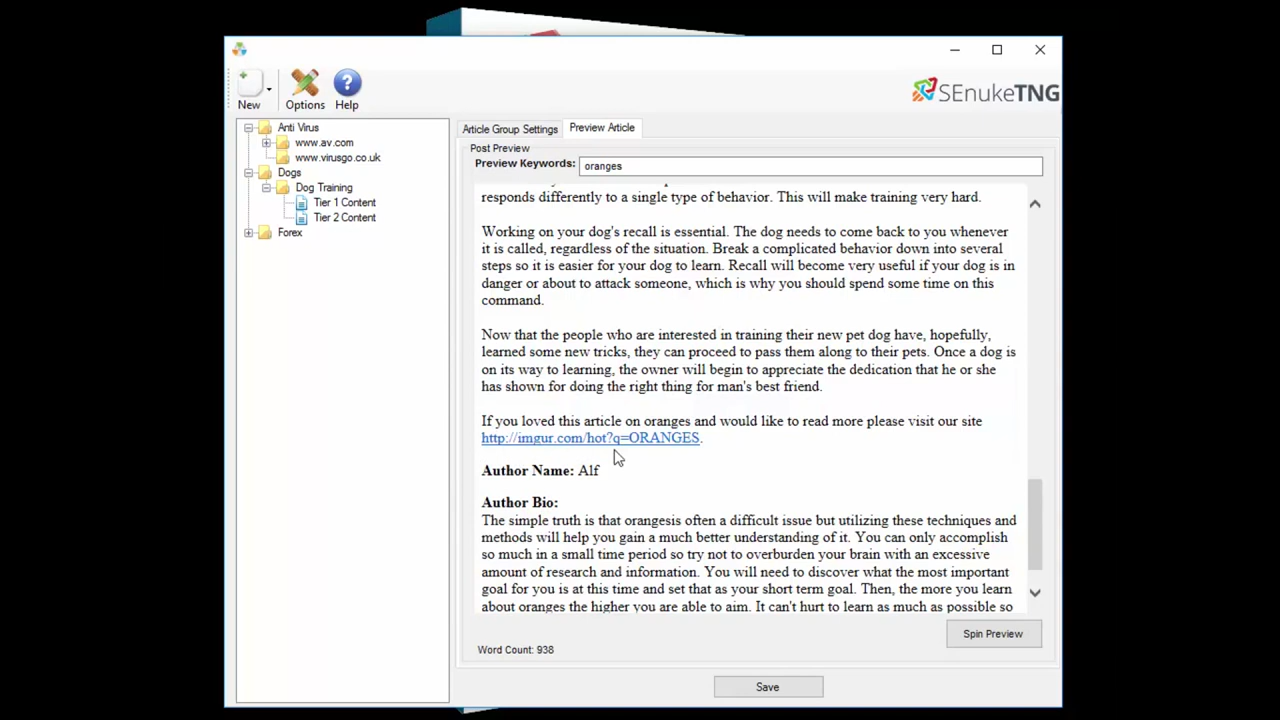 New
Options
Help
SEnukeTNG
Anti Virus
www.av.com
www.virusgo.co.uk
Dogs
Dog Training
Tier 1 Content
Tier 2 Content
Forex
Article Group Settings
Preview Article
Post Preview
Preview Keywords: oranges
responds differently to a single type of behavior. This will make training very hard.
Working on your dog's recall is essential. The dog needs to come back to you whenever
it is called, regardless of the situation. Break a complicated behavior down into several
steps so it is easier for your dog to learn. Recall will become very useful if your dog is in
danger or about to attack someone, which is why you should spend some time on this
command.
Now that the people who are interested in training their new pet dog have, hopefully,
learned some new tricks, they can proceed to pass them along to their pets. Once a dog is
on its way to learning, the owner will begin to appreciate the dedication that he or she
has shown for doing the right thing for man's best friend.
If you loved this article on oranges and would like to read more please visit our site
http://imgur.com/hot?q=ORANGES.
Author Name: Alf
Author Bio:
The simple truth is that orangesis often a difficult issue but utilizing these techniques and
methods will help you gain a much better understanding of it. You can only accomplish
so much in a small time period so try not to overburden your brain with an excessive
amount of research and information. You will need to discover what the most important
goal for you is at this time and set that as your short term goal. Then, the more you learn
about oranges the higher you are able to aim. It can't hurt to learn as much as possible so
Spin Preview
Word Count: 938
Save